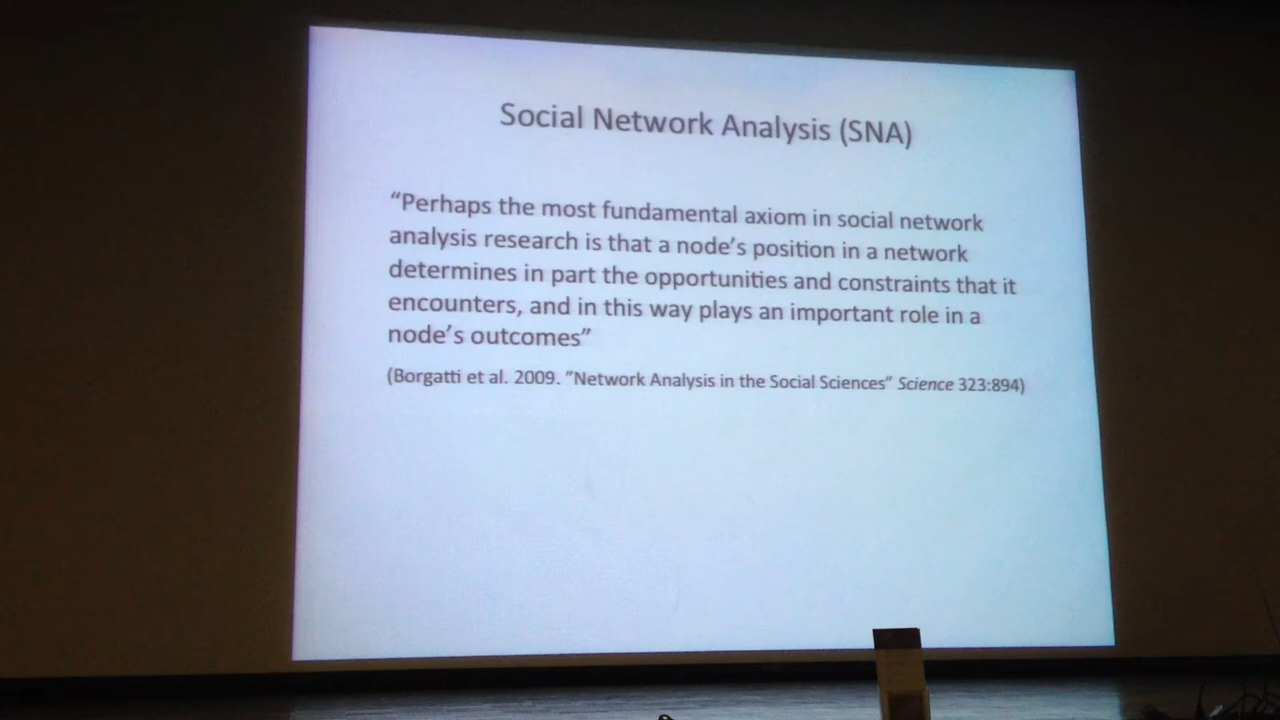 Social Network Analysis (SNA)
“Perhaps the most fundamental axiom in social network
analysis research is that a node’s position in a network
determines in part the opportunities and constraints that it
encounters, and in this way plays an important role in a
node’s outcomes”
(Borgatti et al. 2009. “Network Analysis in the Social Sciences” Science 323:894)